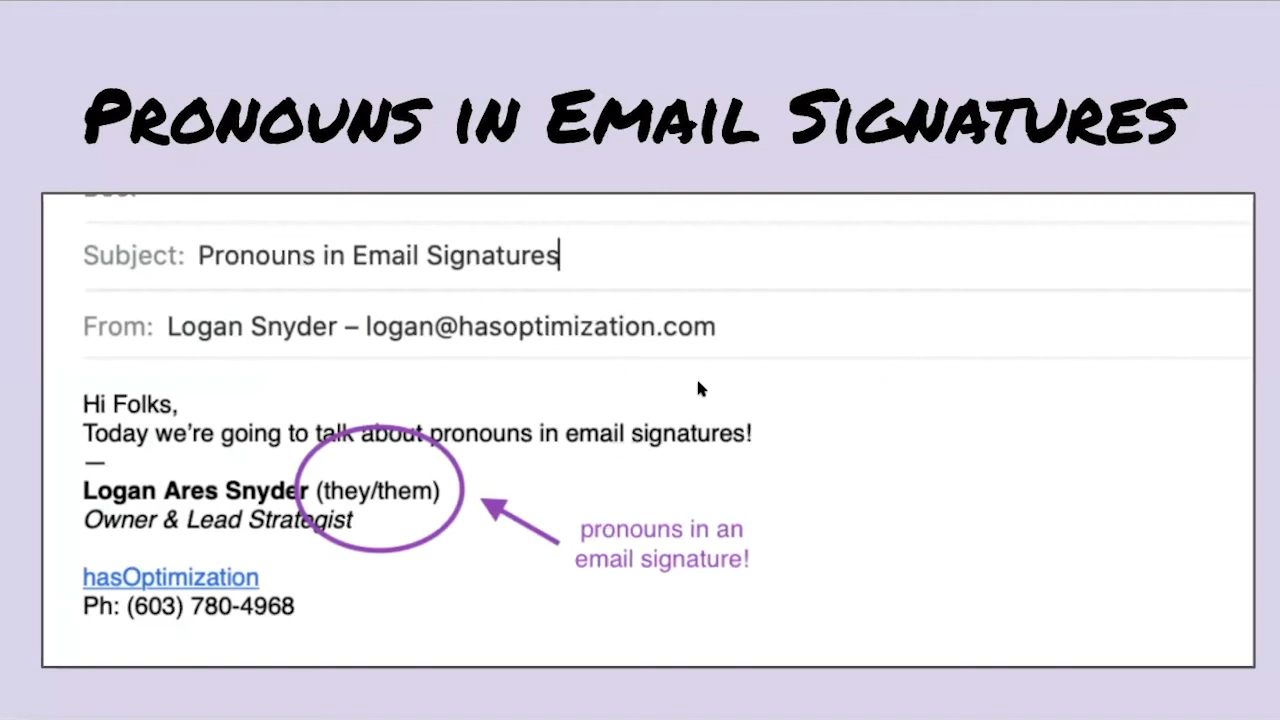 Pronouns in Email Signatures
Subject: Pronouns in Email Signatures
From: Logan Snyder – logan@hasoptimization.com
Hi Folks,
Today we're going to talk about pronouns in email signatures!
—
Logan Ares Snyder (they/them)
Owner & Lead Strategist
pronouns in an
email signature!
hasOptimization
Ph: (603) 780-4968